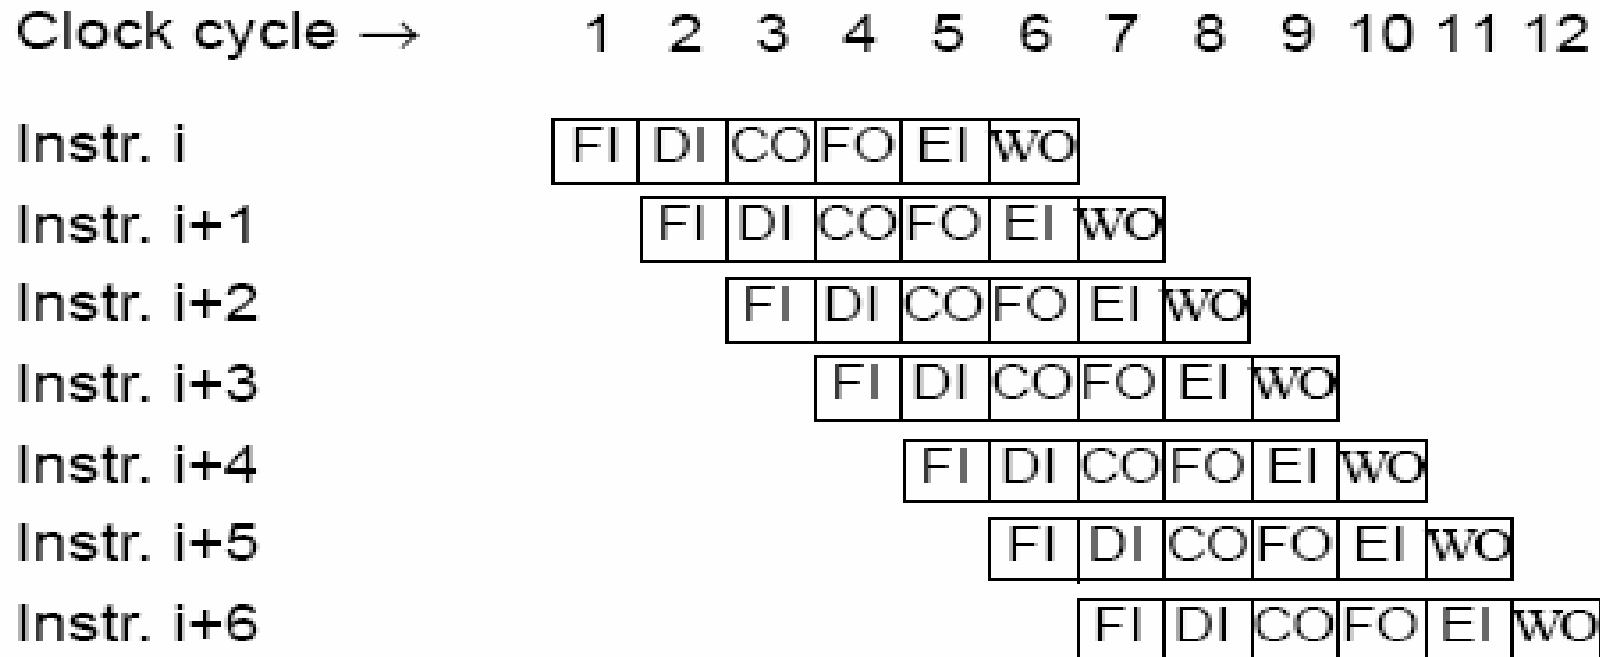 Clock cycle → 1 2 3 4 5 6 7 8 9 10 11 12
Instr. i FI DI CO FO EI WO
Instr. i+1 FI DI CO FO EI WO
Instr. i+2 FI DI CO FO EI WO
Instr. i+3 FI DI CO FO EI WO
Instr. i+4 FI DI CO FO EI WO
Instr. i+5 FI DI CO FO EI WO
Instr. i+6 FI DI CO FO EI WO